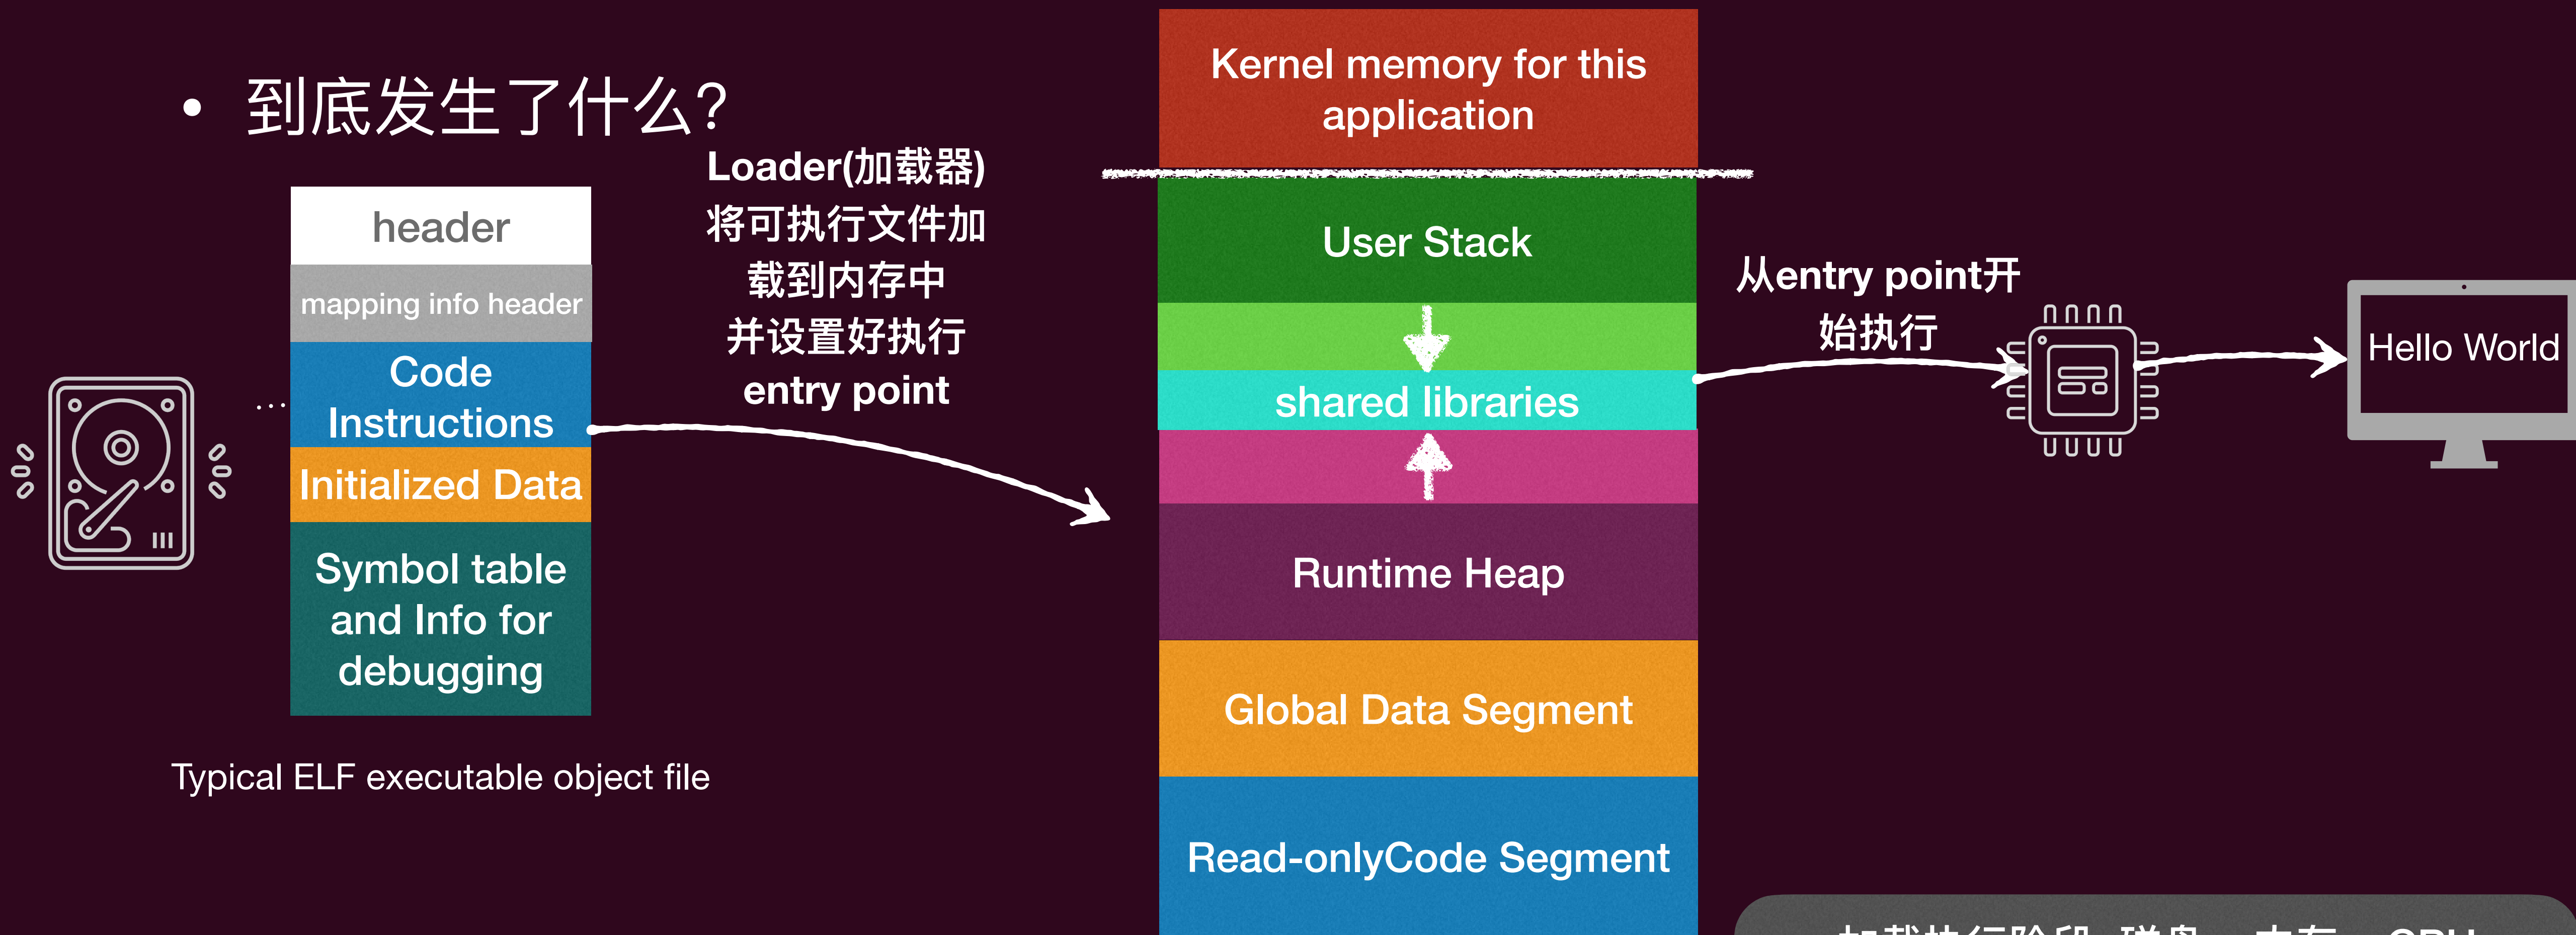 • 到底发生了什么?
header
mapping info header
Code
Instructions
Initialized Data
Symbol table
and Info for
debugging
Typical ELF executable object file
Loader(加载器)
将可执行文件加
载到内存中
并设置好执行
entry point
Kernel memory for this
application
User Stack
shared libraries
Runtime Heap
Global Data Segment
Read-onlyCode Segment
从entry point开
始执行
Hello World